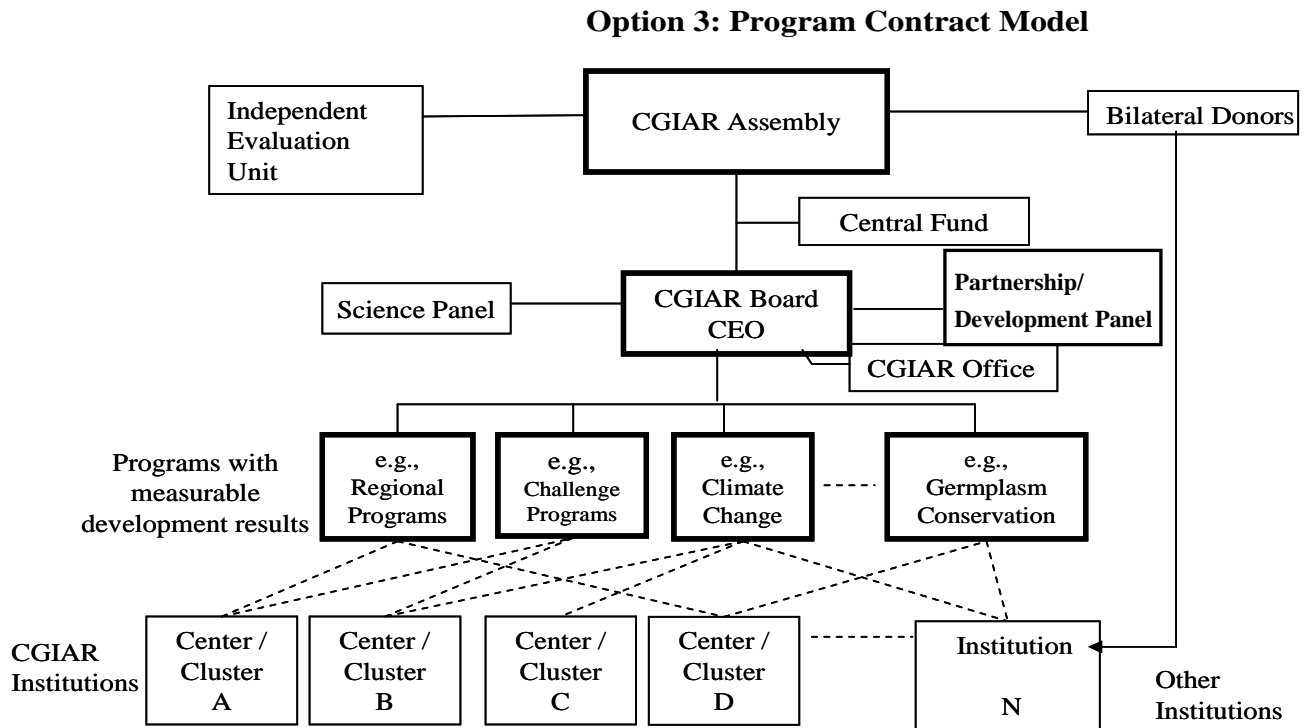 Option 3: Program Contract Model
Independent
Evaluation
Unit
CGIAR Assembly
Bilateral Donors
Central Fund
Science Panel
CGIAR Board
CEO
Partnership/
Development Panel
CGIAR Office
Programs with
measurable
development results
e.g.,
Regional
Programs
e.g.,
Challenge
Programs
e.g.,
Climate
Change
e.g.,
Germplasm
Conservation
CGIAR
Institutions
Center /
Cluster
A
Center /
Cluster
B
Center /
Cluster
C
Center /
Cluster
D
Institution
N
Other
Institutions